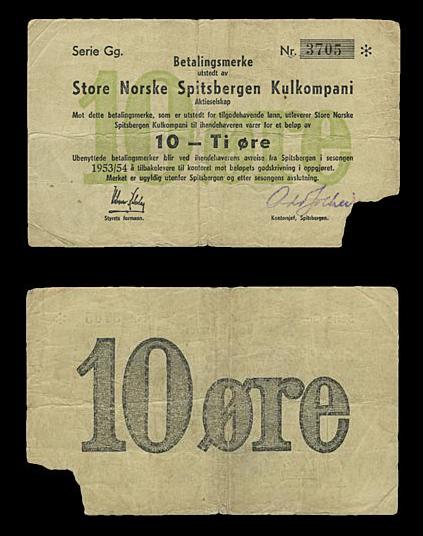 Serie Gg.
Nr. 3705 *
Betalingsmerke
utstedt av
Store Norske Spitsbergen Kulkompani
Aktieselskap
Mot dette betalingsmerke, som er utstedt for tilgodehavende lønn, utleverer Store Norske
Spitsbergen Kulkompani til ihendehaveren varer for et beløp av
10 — Ti øre
Ubenyttede betalingsmerker blir ved ihendehaverens avreise fra Spitsbergen i sesongen
1953/54 å tilbakelevere til kontoret mot beløpets godskrivning i oppgjøret.
Merket er ugyldig utenfor Spitsbergen og etter sesongens avslutning.
Styrets formann.
Kontorsjef, Spitsbergen.
10 øre
10 øre